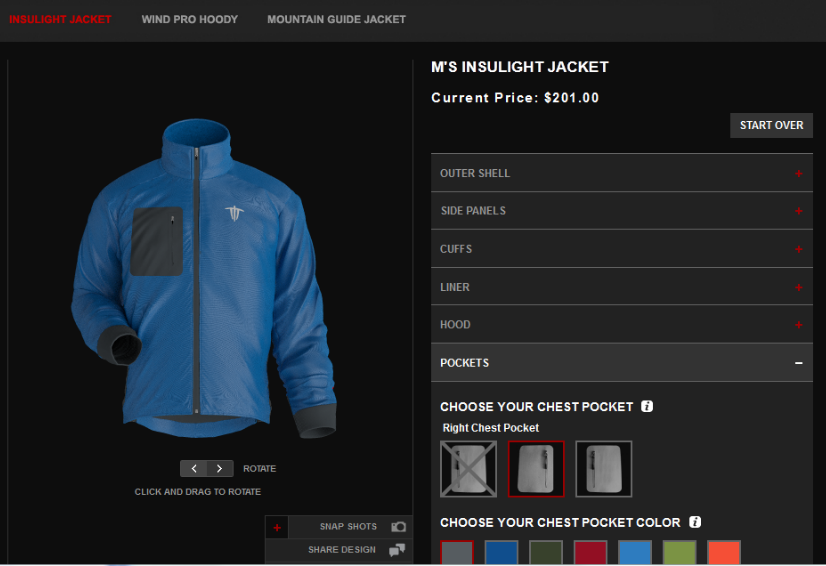 INSULIGHT JACKET WIND PRO HOODY MOUNTAIN GUIDE JACKET
M'S INSULIGHT JACKET
Current Price: $201.00
START OVER
OUTER SHELL +
SIDE PANELS +
CUFFS +
LINER +
HOOD +
POCKETS –
CHOOSE YOUR CHEST POCKET i
Right Chest Pocket
< > ROTATE
CLICK AND DRAG TO ROTATE
+ SNAP SHOTS
SHARE DESIGN
CHOOSE YOUR CHEST POCKET COLOR i